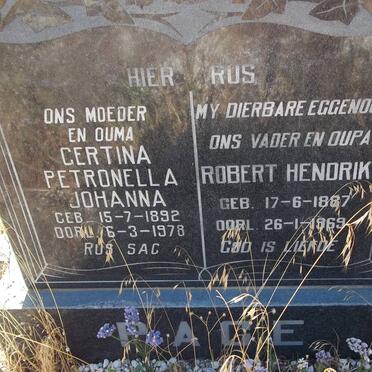 HIER RUS
ONS MOEDER
EN OUMA
GERTINA
PETRONELLA
JOHANNA
GEB. 15-7-1892
OORL. 6-3-1978
RUS SAG
MY DIERBARE EGGENO
ONS VADER EN OUPA
ROBERT HENDRIK
GEB. 17-6-1887
OORL. 26-1-1969
GOD IS LIEFDE